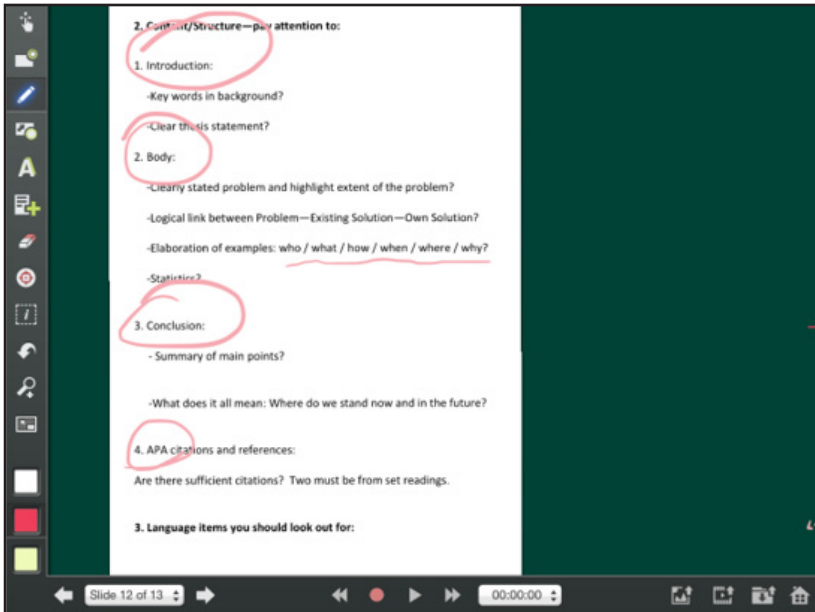 2. Content/Structure—pay attention to:
1. Introduction:
-Key words in background?
-Clear thesis statement?
2. Body:
-Clearly stated problem and highlight extent of the problem?
-Logical link between Problem—Existing Solution—Own Solution?
-Elaboration of examples: who / what / how / when / where / why?
-Statistics?
3. Conclusion:
- Summary of main points?
-What does it all mean: Where do we stand now and in the future?
4. APA citations and references:
Are there sufficient citations?  Two must be from set readings.
3. Language items you should look out for:
Slide 12 of 13
00:00:00